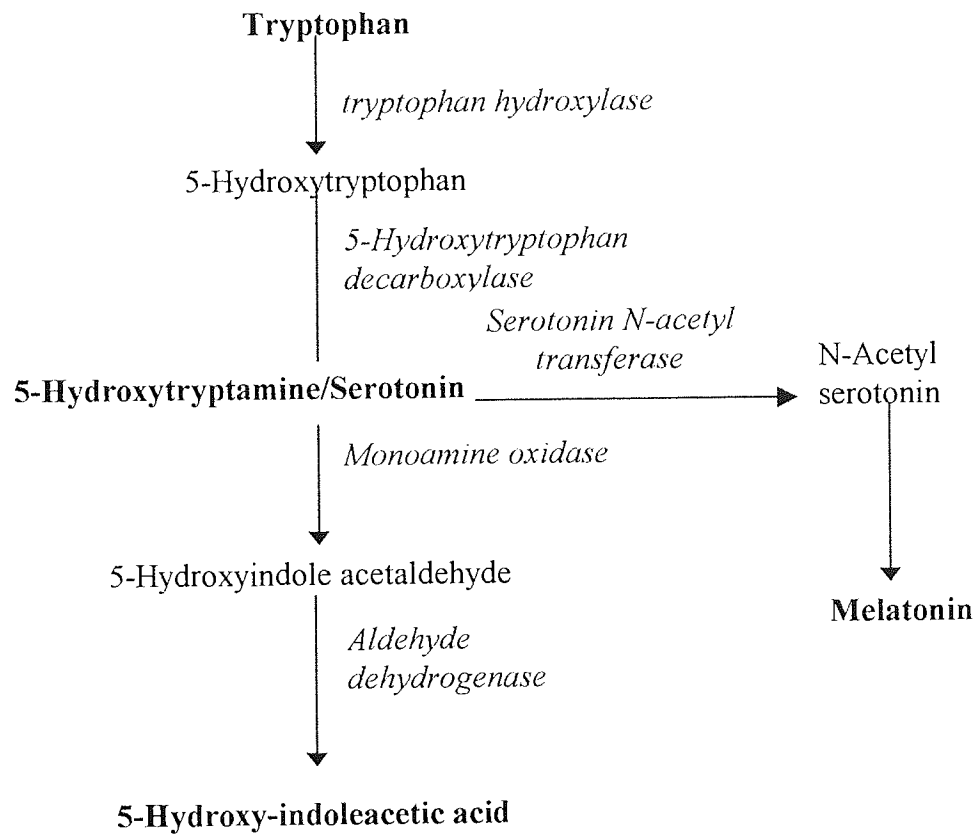 Tryptophan
tryptophan hydroxylase
5-Hydroxytryptophan
5-Hydroxytryptophan
decarboxylase
Serotonin N-acetyl
transferase
N-Acetyl
serotonin
5-Hydroxytryptamine/Serotonin
Monoamine oxidase
5-Hydroxyindole acetaldehyde
Melatonin
Aldehyde
dehydrogenase
5-Hydroxy-indoleacetic acid